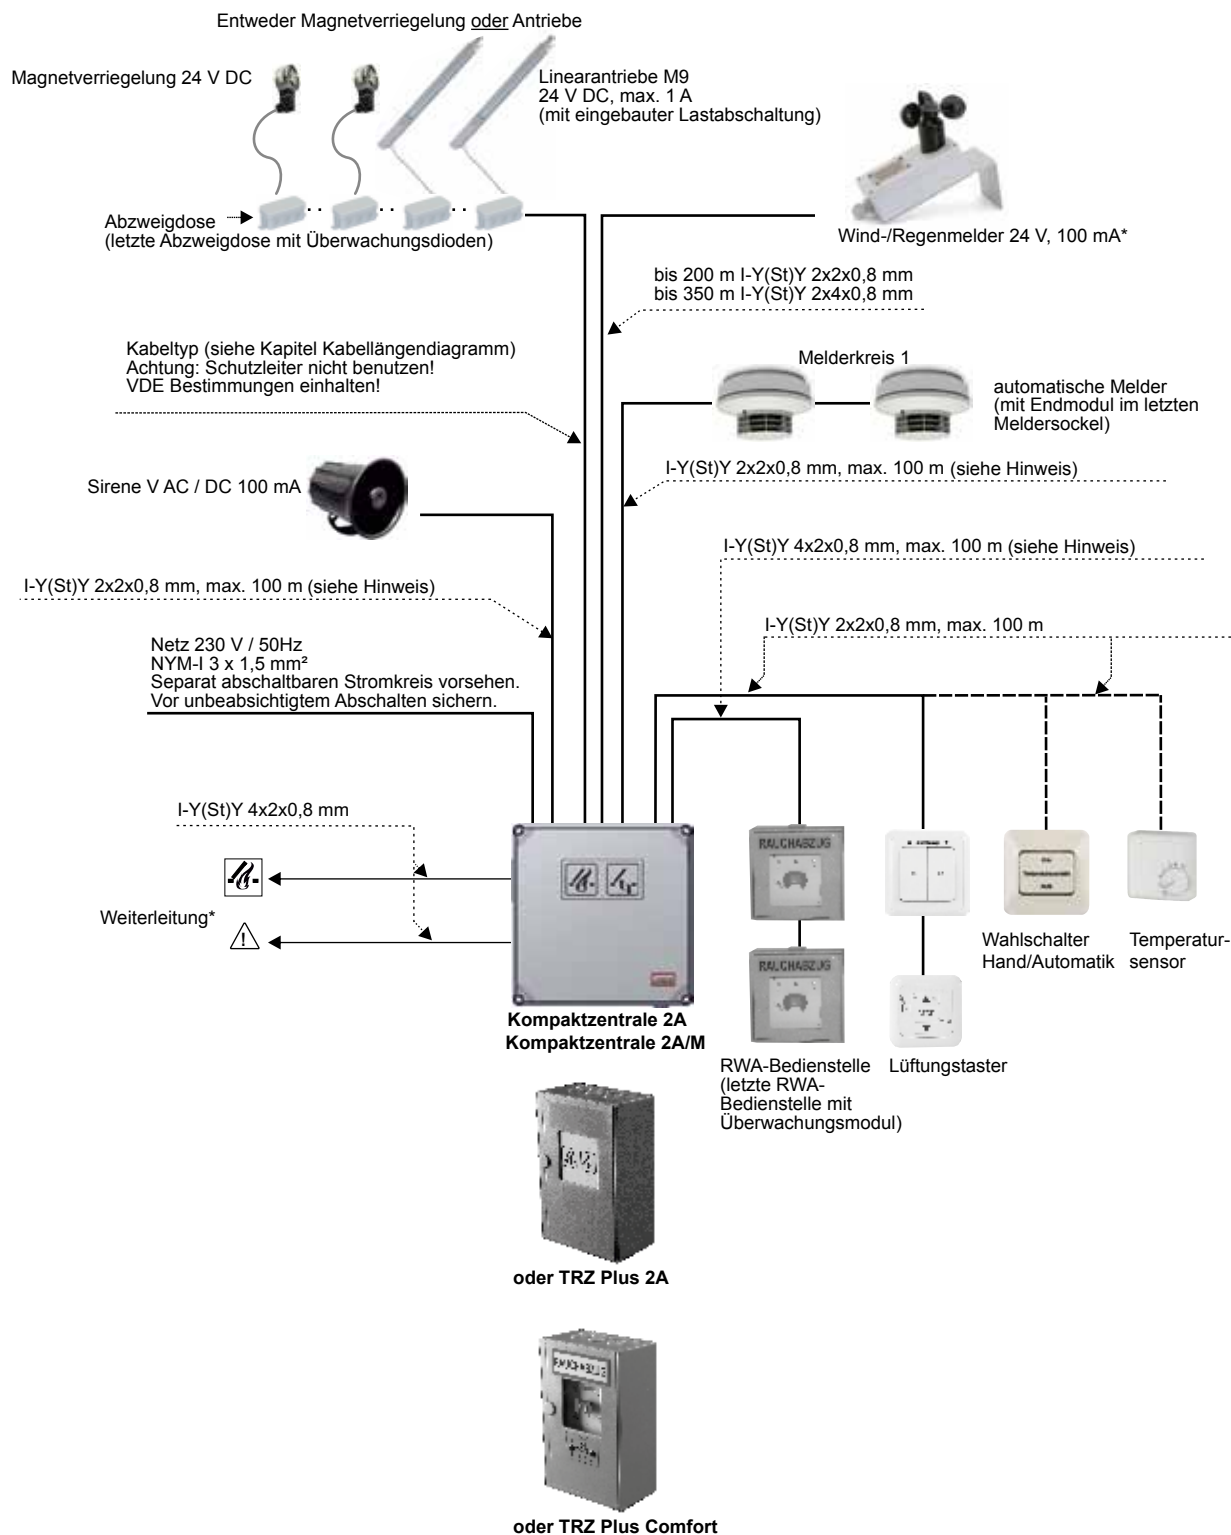 Entweder Magnetverriegelung oder Antriebe
Magnetverriegelung 24 V DC
Linearantriebe M9
24 V DC, max. 1 A
(mit eingebauter Lastabschaltung)
Abzweigdose
(letzte Abzweigdose mit Überwachungsdioden)
Wind-/Regenmelder 24 V, 100 mA*
bis 200 m I-Y(St)Y 2x2x0,8 mm
bis 350 m I-Y(St)Y 2x4x0,8 mm
Kabeltyp (siehe Kapitel Kabellängendiagramm)
Achtung: Schutzleiter nicht benutzen!
VDE Bestimmungen einhalten!
Melderkreis 1
automatische Melder
(mit Endmodul im letzten
Meldersockel)
I-Y(St)Y 2x2x0,8 mm, max. 100 m (siehe Hinweis)
Sirene V AC / DC 100 mA
I-Y(St)Y 4x2x0,8 mm, max. 100 m (siehe Hinweis)
I-Y(St)Y 2x2x0,8 mm, max. 100 m (siehe Hinweis)
I-Y(St)Y 2x2x0,8 mm, max. 100 m
Netz 230 V / 50Hz
NYM-I 3 x 1,5 mm²
Separat abschaltbaren Stromkreis vorsehen.
Vor unbeabsichtigtem Abschalten sichern.
I-Y(St)Y 4x2x0,8 mm
Weiterleitung*
RAUCHABZUG
RAUCHABZUG
Wahlschalter
Hand/Automatik
Temperatur-
sensor
Kompaktzentrale 2A
Kompaktzentrale 2A/M
RWA-Bedienstelle
(letzte RWA-
Bedienstelle mit
Überwachungsmodul)
Lüftungstaster
oder TRZ Plus 2A
RAUCHABZUG
oder TRZ Plus Comfort